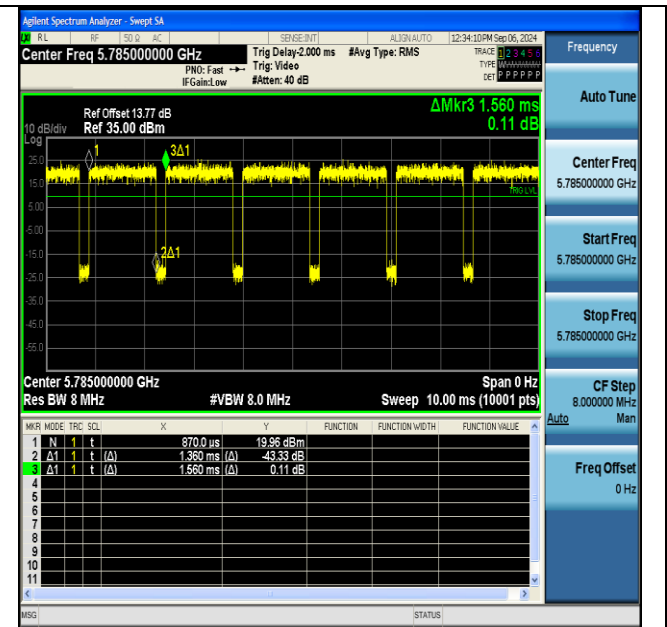 Agilent Spectrum Analyzer - Swept SA
RL RF 50 Ω AC SENSE:INT ALIGN AUTO 12:34:10 PM Sep 06, 2024
Center Freq 5.785000000 GHz
PNO: Fast
IFGain:Low
Trig Delay-2.000 ms
Trig: Video
#Atten: 40 dB
#Avg Type: RMS
TRACE 1 2 3 4 5 6
TYPE
DET P P P P P P
Ref Offset 13.77 dB
10 dB/div Ref 35.00 dBm
Log
ΔMkr3 1.560 ms
0.11 dB
1
3Δ1
2Δ1
TRIG LVL
25.0
15.0
5.00
-5.00
-15.0
-25.0
-35.0
-45.0
-55.0
Center 5.785000000 GHz Span 0 Hz
Res BW 8 MHz #VBW 8.0 MHz Sweep 10.00 ms (10001 pts)
MKR MODE TRC SCL X Y FUNCTION FUNCTION WIDTH FUNCTION VALUE
1 N 1 t 870.0 µs 19.96 dBm
2 Δ1 1 t (Δ) 1.360 ms (Δ) -43.33 dB
3 Δ1 1 t (Δ) 1.560 ms (Δ) 0.11 dB
4
5
6
7
8
9
10
11
MSG STATUS
Frequency
Auto Tune
Center Freq
5.785000000 GHz
Start Freq
5.785000000 GHz
Stop Freq
5.785000000 GHz
CF Step
8.000000 MHz
Auto Man
Freq Offset
0 Hz